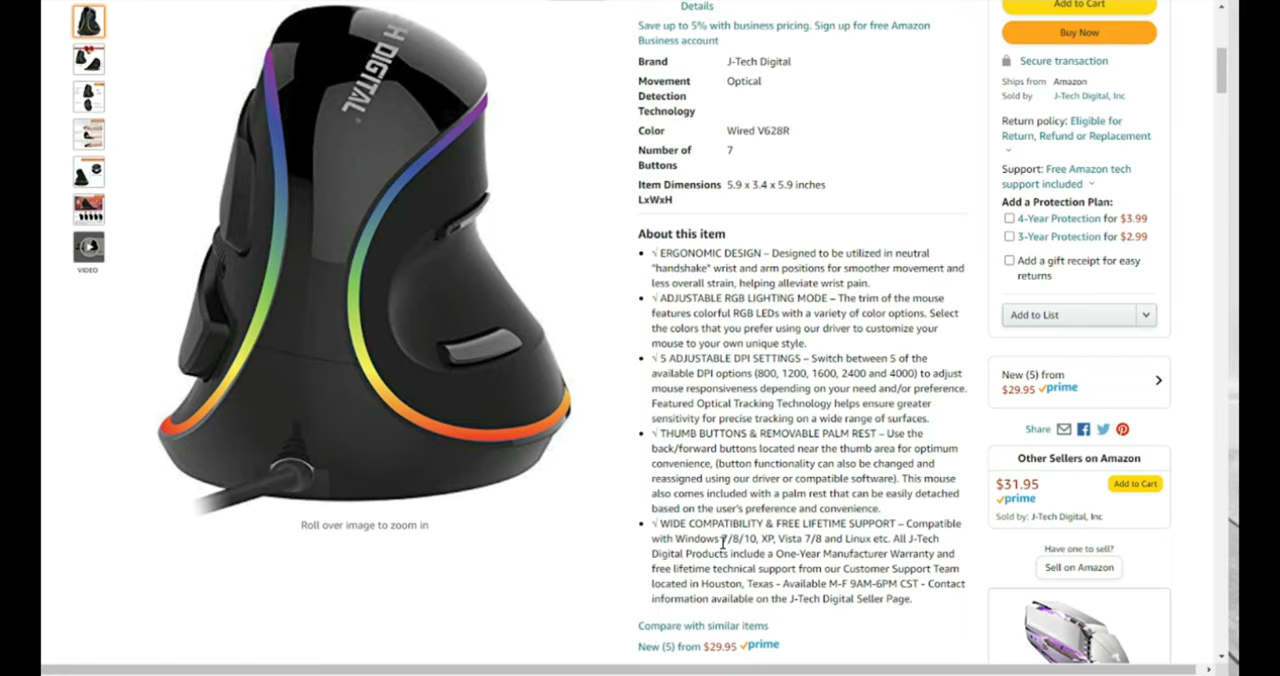 H DIGITAL
VIDEO
Roll over image to zoom in
Details
Save up to 5% with business pricing. Sign up for free Amazon
Business account
Brand J-Tech Digital
Movement Optical
Detection
Technology
Color Wired V628R
Number of 7
Buttons
Item Dimensions 5.9 x 3.4 x 5.9 inches
LxWxH
About this item
• √ ERGONOMIC DESIGN – Designed to be utilized in neutral
"handshake" wrist and arm positions for smoother movement and
less overall strain, helping alleviate wrist pain.
• √ ADJUSTABLE RGB LIGHTING MODE – The trim of the mouse
features colorful RGB LEDs with a variety of color options. Select
the colors that you prefer using our driver to customize your
mouse to your own unique style.
• √ 5 ADJUSTABLE DPI SETTINGS – Switch between 5 of the
available DPI options (800, 1200, 1600, 2400 and 4000) to adjust
mouse responsiveness depending on your need and/or preference.
Featured Optical Tracking Technology helps ensure greater
sensitivity for precise tracking on a wide range of surfaces.
• √ THUMB BUTTONS & REMOVABLE PALM REST – Use the
back/forward buttons located near the thumb area for optimum
convenience, (button functionality can also be changed and
reassigned using our driver or compatible software). This mouse
also comes included with a palm rest that can be easily detached
based on the user's preference and convenience.
• √ WIDE COMPATIBILITY & FREE LIFETIME SUPPORT – Compatible
with Windows 7/8/10, XP, Vista 7/8 and Linux etc. All J-Tech
Digital Products include a One-Year Manufacturer Warranty and
free lifetime technical support from our Customer Support Team
located in Houston, Texas - Available M-F 9AM-6PM CST - Contact
information available on the J-Tech Digital Seller Page.
Compare with similar items
New (5) from $29.95 prime
Add to Cart
Buy Now
Secure transaction
Ships from Amazon
Sold by J-Tech Digital, Inc
Return policy: Eligible for
Return, Refund or Replacement
Support: Free Amazon tech
support included
Add a Protection Plan:
4-Year Protection for $3.99
3-Year Protection for $2.99
Add a gift receipt for easy
returns
Add to List
New (5) from
$29.95 prime
Share
Other Sellers on Amazon
$31.95 Add to Cart
prime
Sold by: J-Tech Digital, Inc
Have one to sell?
Sell on Amazon